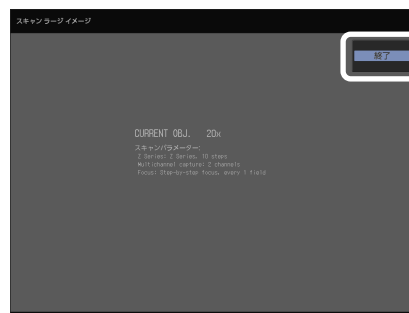 スキャン ラージ イメージ
終了
CURRENT OBJ. 20x
スキャンパラメーター:
Z Series: Z Series, 10 steps
Multichannel capture: 2 channels
Focus: Step-by-step focus, every 1 field